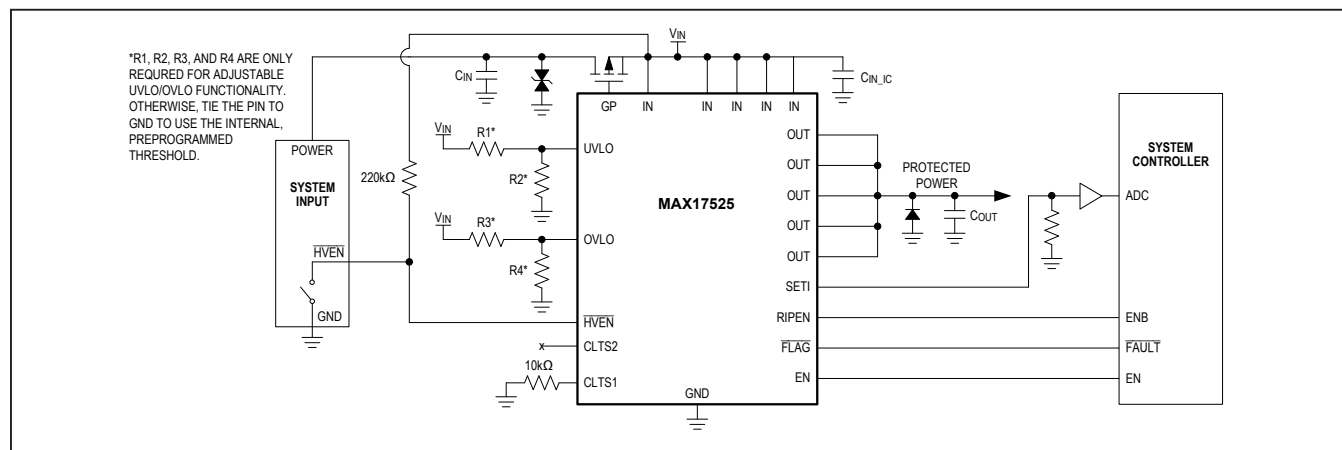 *R1, R2, R3, AND R4 ARE ONLY
REQURED FOR ADJUSTABLE
UVLO/OVLO FUNCTIONALITY.
OTHERWISE, TIE THE PIN TO
GND TO USE THE INTERNAL,
PREPROGRAMMED
THRESHOLD.
POWER
SYSTEM
INPUT
HVEN
GND
220kΩ
CIN
VIN
CIN_IC
GP
IN
IN
IN
IN
IN
VIN
R1*
R2*
UVLO
VIN
R3*
R4*
OVLO
HVEN
x
CLTS2
10kΩ
CLTS1
MAX17525
GND
OUT
OUT
OUT
OUT
OUT
SETI
RIPEN
FLAG
EN
PROTECTED
POWER
COUT
SYSTEM
CONTROLLER
ADC
ENB
FAULT
EN